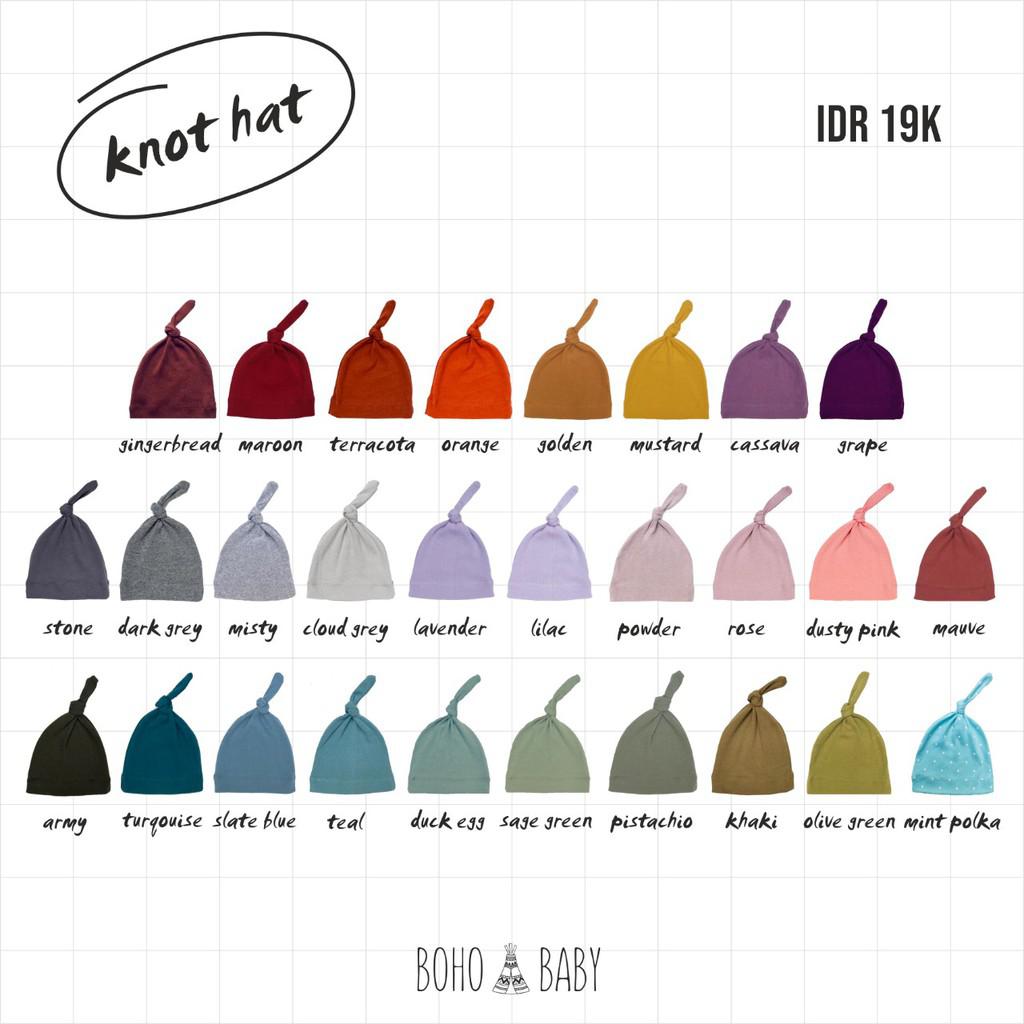 knot hat
IDR 19K
gingerbread maroon terracota orange golden mustard cassava grape
stone dark grey misty cloud grey lavender lilac powder rose dusty pink mauve
army turqouise slate blue teal duck egg sage green pistachio khaki olive green mint polka
BOHO BABY